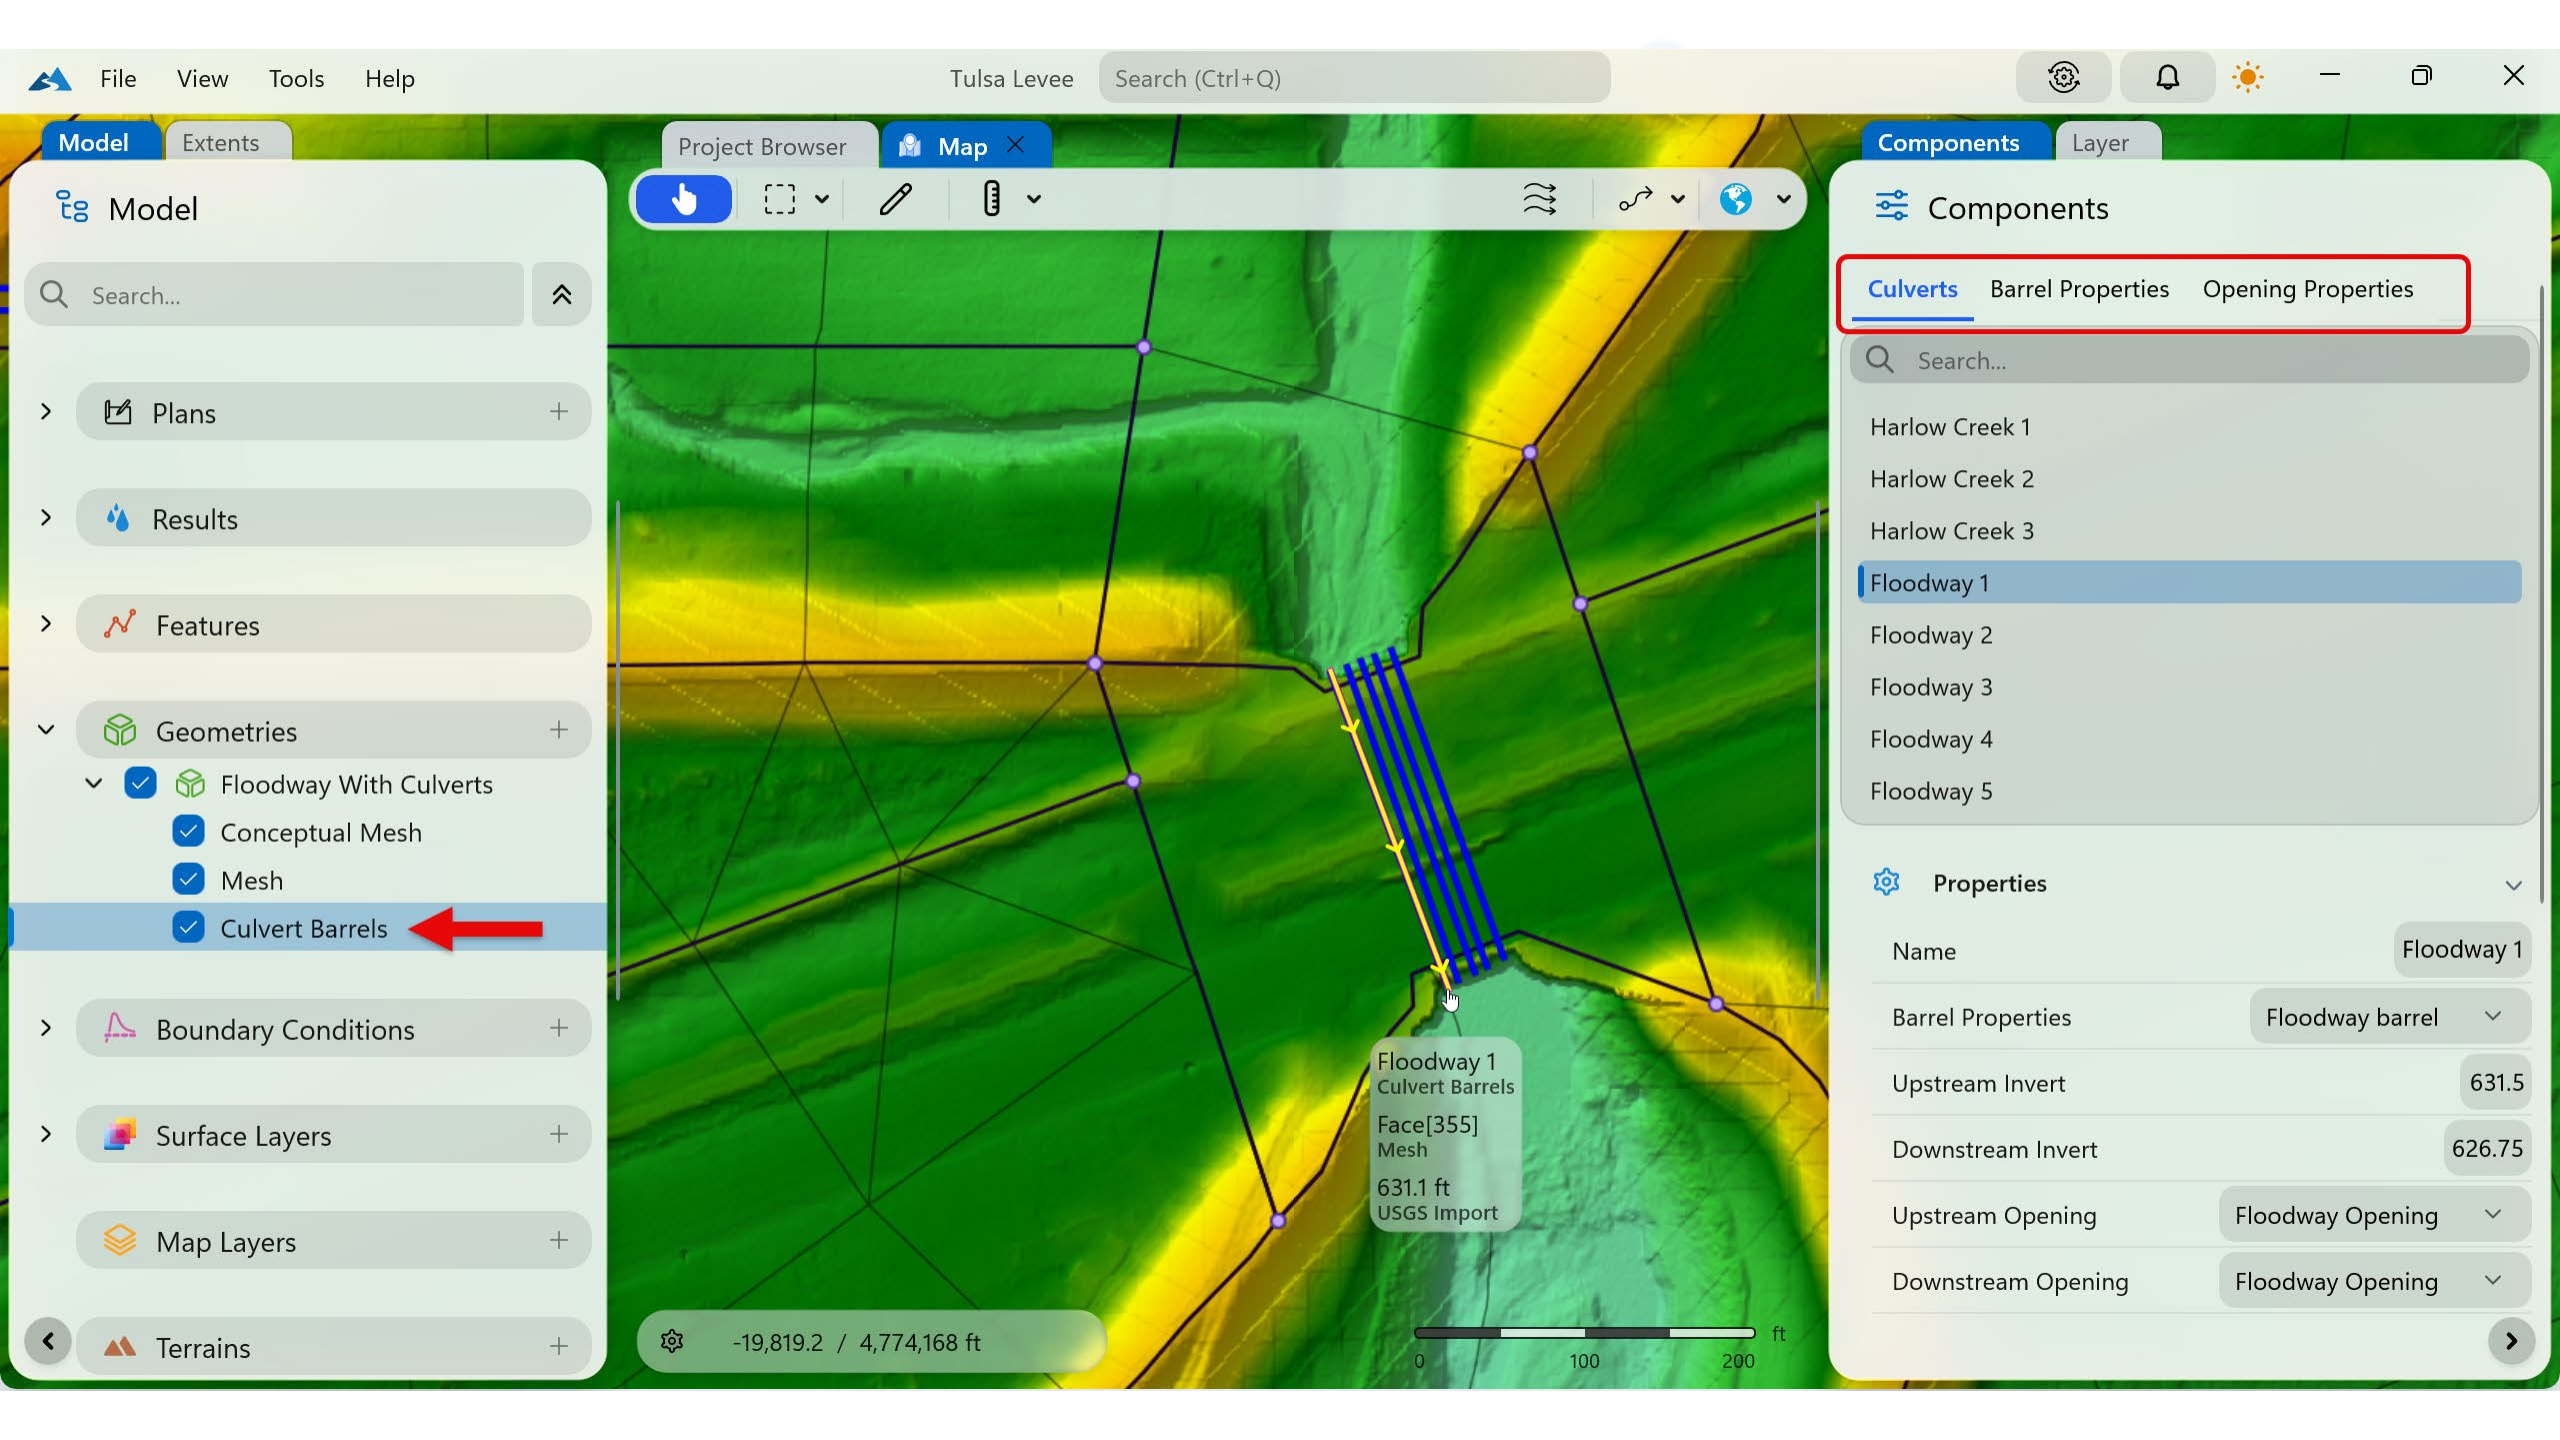 File View Tools Help Tulsa Levee Search (Ctrl+Q)
Model Extents
Model
Search...
Plans
Results
Features
Geometries
Floodway With Culverts
Conceptual Mesh
Mesh
Culvert Barrels
Boundary Conditions
Surface Layers
Map Layers
Terrains
Project Browser Map
Floodway 1
Culvert Barrels
Face[355]
Mesh
631.1 ft
USGS Import
-19,819.2 / 4,774,168 ft
ft
0 100 200
Components Layer
Components
Culverts Barrel Properties Opening Properties
Search...
Harlow Creek 1
Harlow Creek 2
Harlow Creek 3
Floodway 1
Floodway 2
Floodway 3
Floodway 4
Floodway 5
Properties
Name Floodway 1
Barrel Properties Floodway barrel
Upstream Invert 631.5
Downstream Invert 626.75
Upstream Opening Floodway Opening
Downstream Opening Floodway Opening